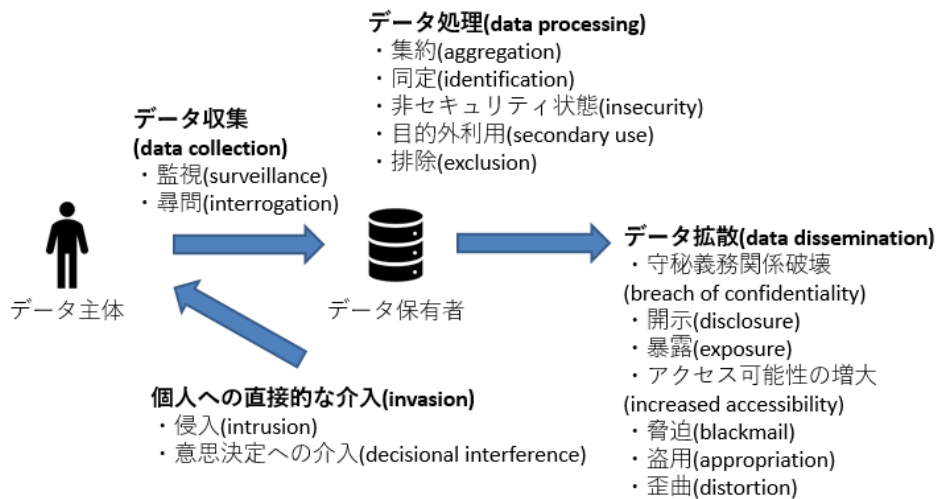 データ処理(data processing)
・集約(aggregation)
・同定(identification)
・非セキュリティ状態(insecurity)
・目的外利用(secondary use)
・排除(exclusion)
データ収集
(data collection)
・監視(surveillance)
・尋問(interrogation)
データ主体
データ保有者
データ拡散(data dissemination)
・守秘義務関係破壊
(breach of confidentiality)
・開示(disclosure)
・暴露(exposure)
・アクセス可能性の増大
(increased accessibility)
・脅迫(blackmail)
・盗用(appropriation)
・歪曲(distortion)
個人への直接的な介入(invasion)
・侵入(intrusion)
・意思決定への介入(decisional interference)